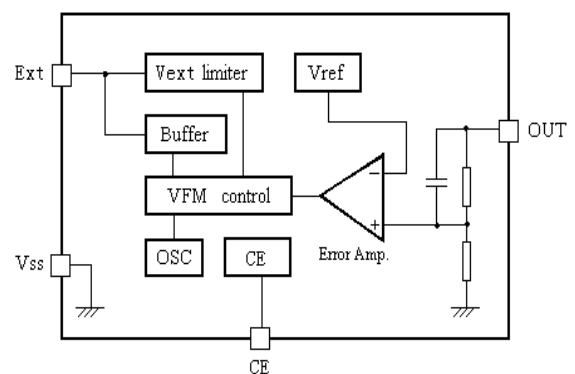 Ext
Vext limiter
Vref
Buffer
OUT
VFM control
−
+
Error Amp.
OSC
CE
Vss
CE